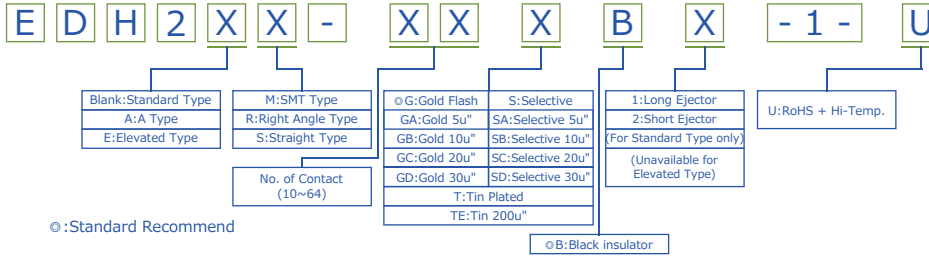 E D H 2 X X - X X X B X - 1 - U
Blank:Standard Type
A:A Type
E:Elevated Type
M:SMT Type
R:Right Angle Type
S:Straight Type
No. of Contact
(10~64)
◎G:Gold Flash S:Selective
GA:Gold 5u" SA:Selective 5u"
GB:Gold 10u" SB:Selective 10u"
GC:Gold 20u" SC:Selective 20u"
GD:Gold 30u" SD:Selective 30u"
T:Tin Plated
TE:Tin 200u"
1:Long Ejector
2:Short Ejector
(For Standard Type only)
(Unavailable for
Elevated Type)
U:RoHS + Hi-Temp.
◎:Standard Recommend
◎B:Black insulator